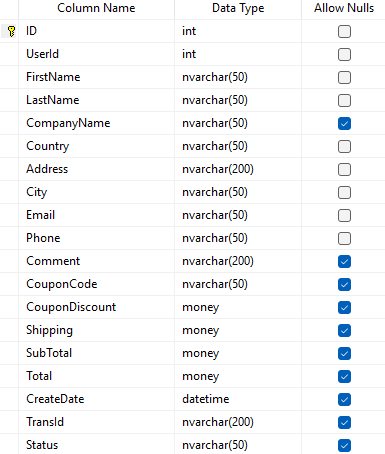 Column Name Data Type Allow Nulls
ID int
UserId int
FirstName nvarchar(50)
LastName nvarchar(50)
CompanyName nvarchar(50)
Country nvarchar(50)
Address nvarchar(200)
City nvarchar(50)
Email nvarchar(50)
Phone nvarchar(50)
Comment nvarchar(200)
CouponCode nvarchar(50)
CouponDiscount money
Shipping money
SubTotal money
Total money
CreateDate datetime
TransId nvarchar(200)
Status nvarchar(50)